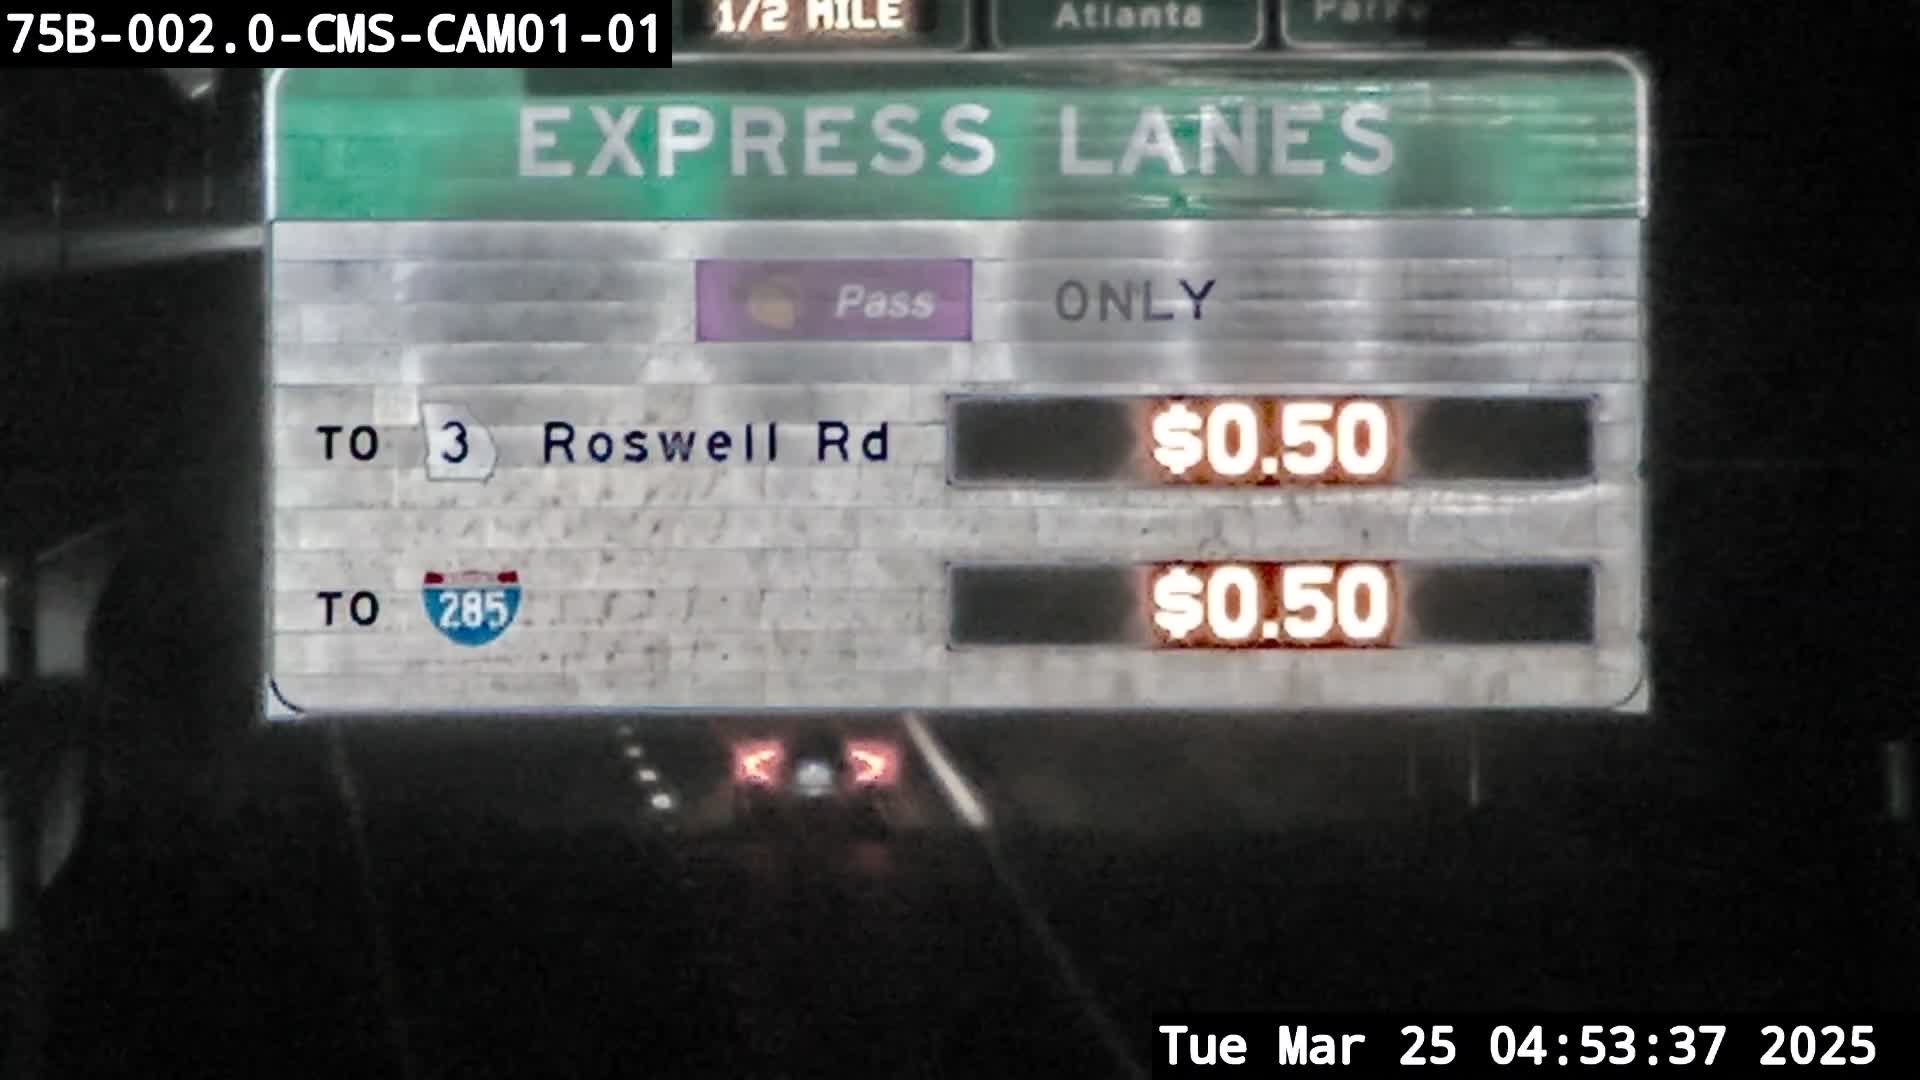 75B-002.0-CMS-CAM01-01
1/2 MILE
Atlanta
EXPRESS LANES
Pass ONLY
TO 3 Roswell Rd $0.50
TO 285 $0.50
Tue Mar 25 04:53:37 2025